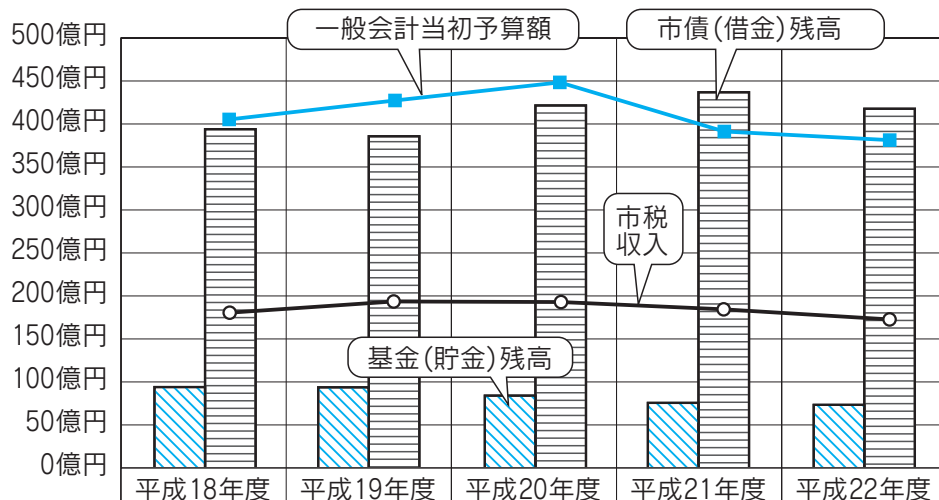 一般会計当初予算額
市債(借金)残高
500億円
450億円
400億円
350億円
300億円
250億円
200億円
150億円
100億円
50億円
0億円
市税
収入
基金(貯金)残高
平成18年度
平成19年度
平成20年度
平成21年度
平成22年度